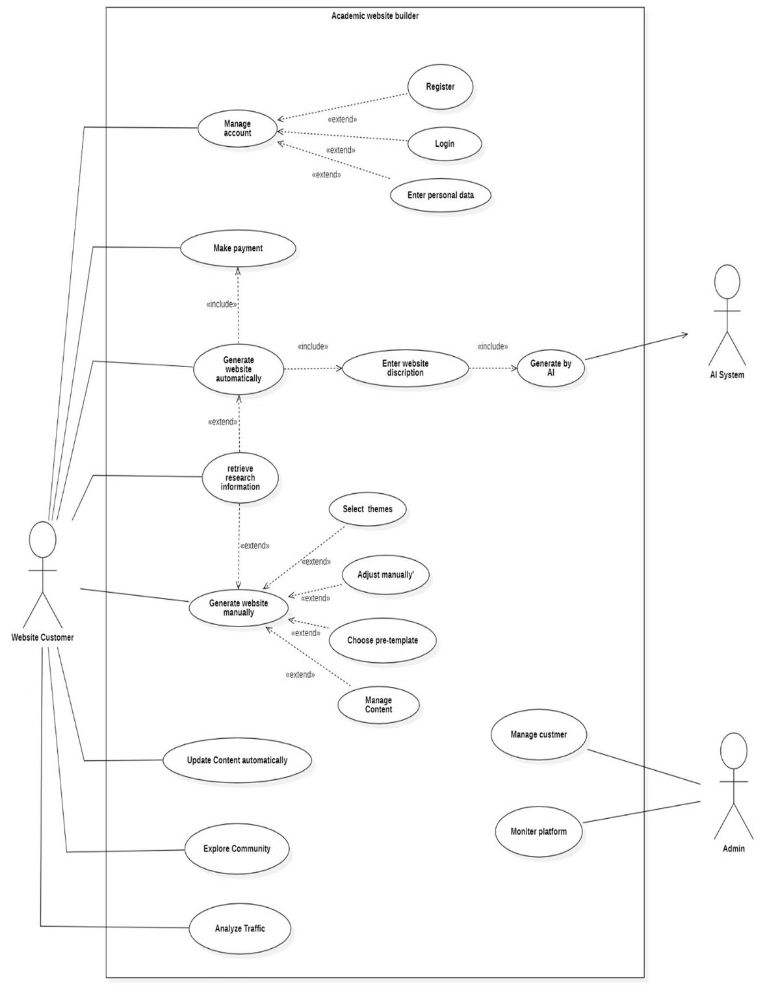 Academic website builder
Register
«extend»
Manage
account
Login
«extend»
«extend»
Enter personal data
Make payment
«include»
«include»
«include»
Generate
website
automatically
Enter website
discription
Generate by
AI
AI System
«extend»
retrieve
research
information
Select themes
«extend»
«extend»
Adjust manually'
Generate website
manually
«extend»
«extend»
Choose pre-template
Website Customer
«extend»
Manage
Content
Manage custmer
Update Content automatically
Moniter platform
Admin
Explore Community
Analyze Traffic